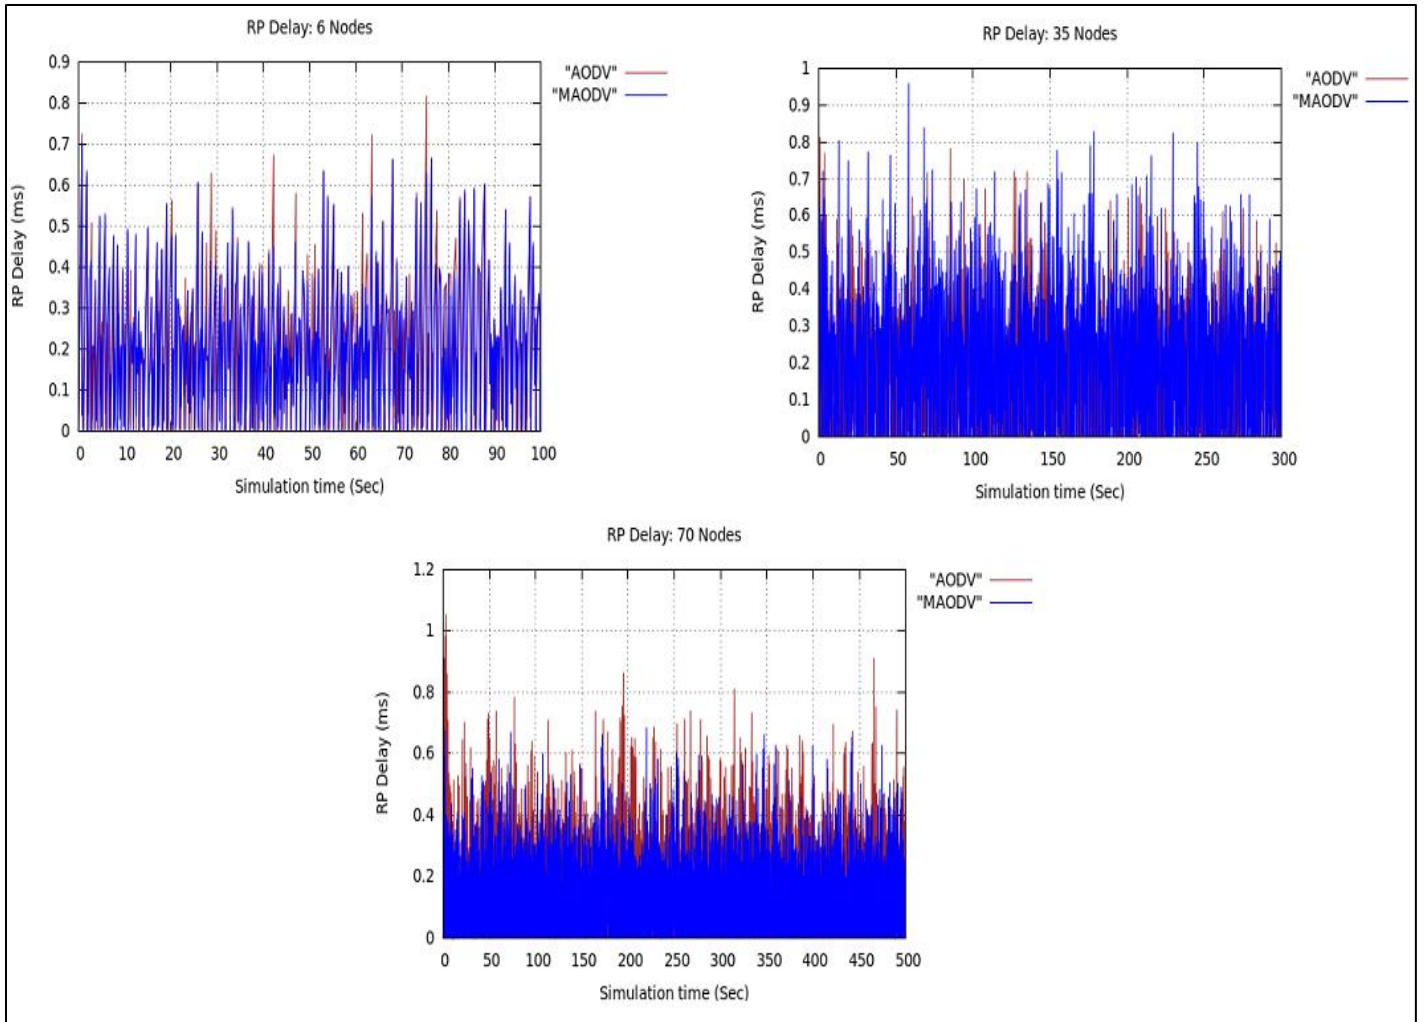 RP Delay: 6 Nodes
"AODV"
"MAODV"
RP Delay (ms)
0.9
0.8
0.7
0.6
0.5
0.4
0.3
0.2
0.1
0
0 10 20 30 40 50 60 70 80 90 100
Simulation time (Sec)
RP Delay: 35 Nodes
"AODV"
"MAODV"
RP Delay (ms)
1
0.9
0.8
0.7
0.6
0.5
0.4
0.3
0.2
0.1
0
0 50 100 150 200 250 300
Simulation time (Sec)
RP Delay: 70 Nodes
"AODV"
"MAODV"
RP Delay (ms)
1.2
1
0.8
0.6
0.4
0.2
0
0 50 100 150 200 250 300 350 400 450 500
Simulation time (Sec)